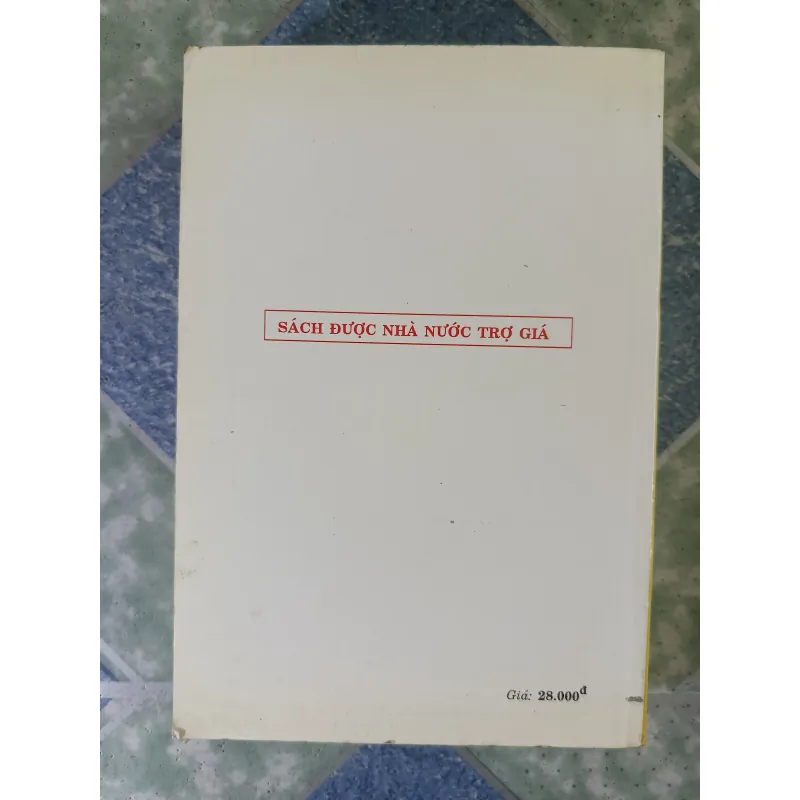 SÁCH ĐƯỢC NHÀ NƯỚC TRỢ GIÁ
Giá: 28.000đ